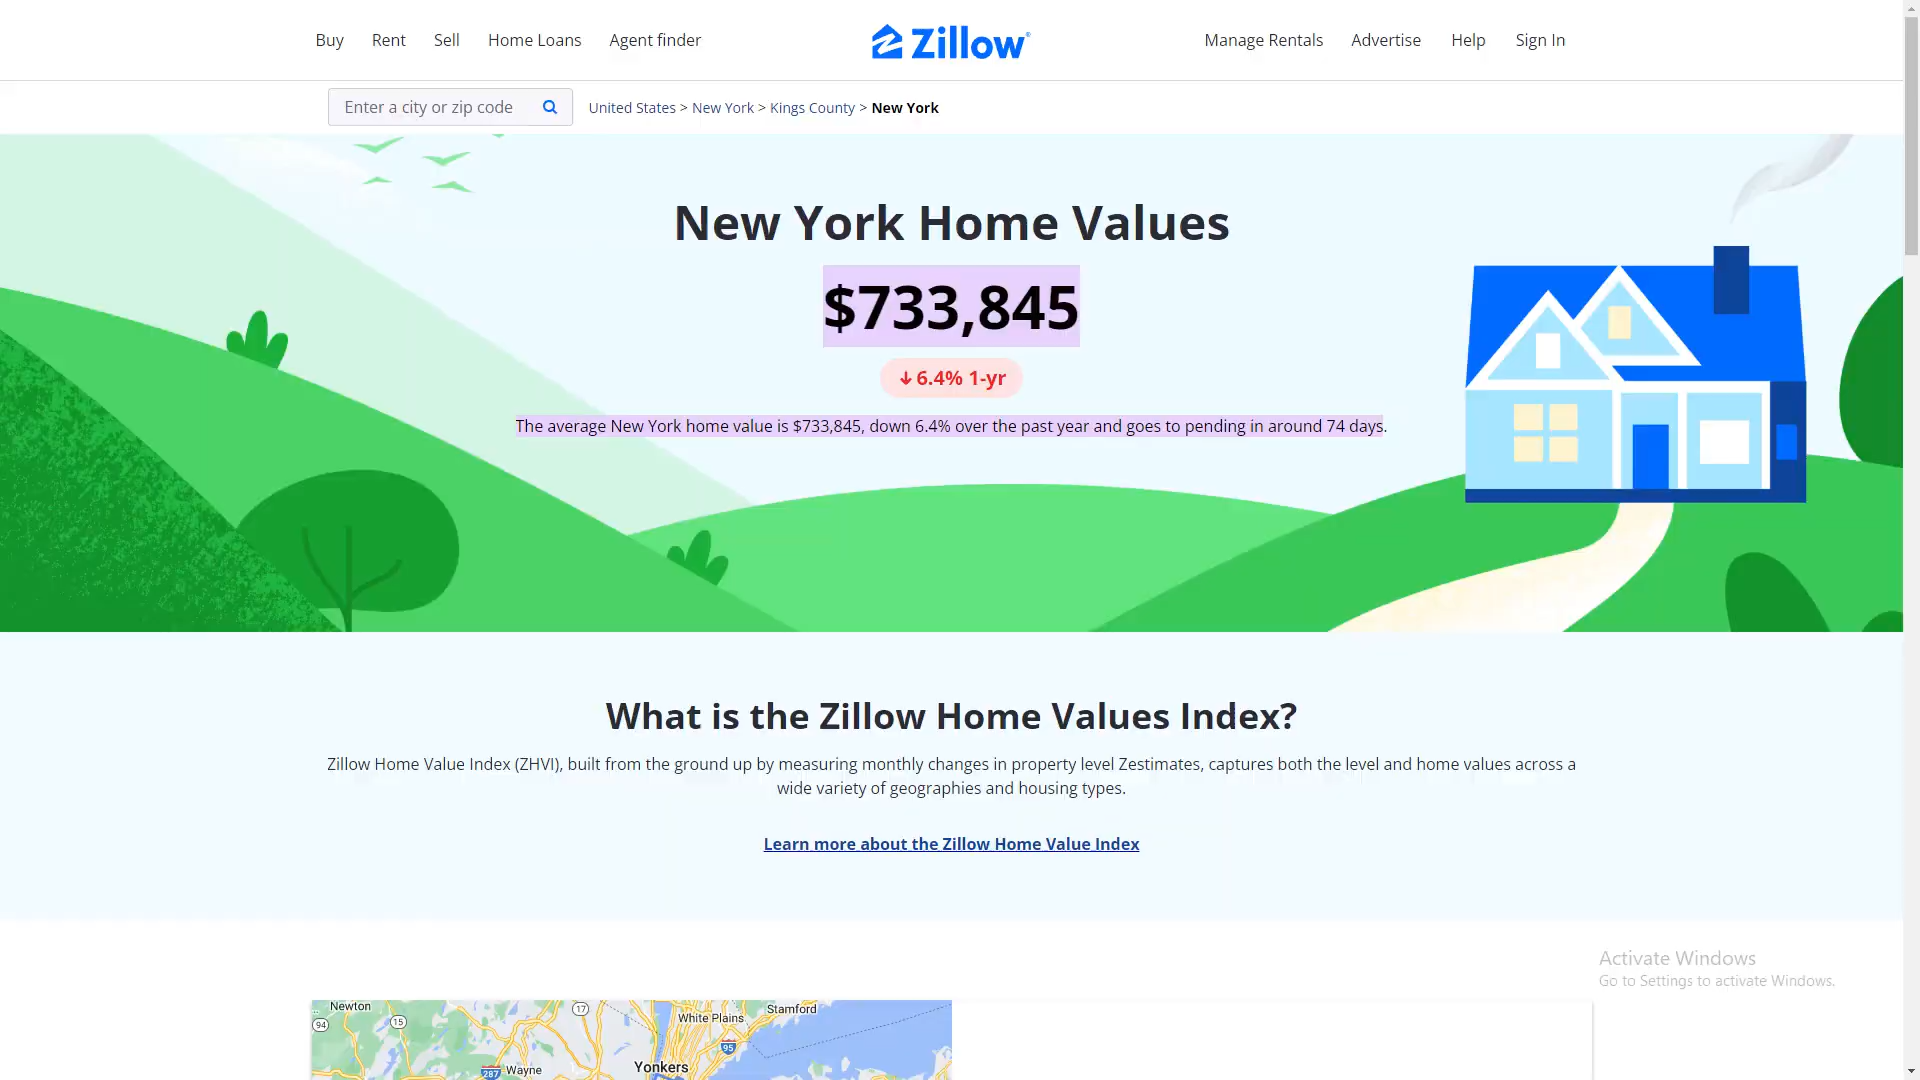 Buy Rent Sell Home Loans Agent finder Zillow® Manage Rentals Advertise Help Sign In
Enter a city or zip code United States > New York > Kings County > New York
New York Home Values
$733,845
↓ 6.4% 1-yr
The average New York home value is $733,845, down 6.4% over the past year and goes to pending in around 74 days.
What is the Zillow Home Values Index?
Zillow Home Value Index (ZHVI), built from the ground up by measuring monthly changes in property level Zestimates, captures both the level and home values across a
wide variety of geographies and housing types.
Learn more about the Zillow Home Value Index
Activate Windows
Go to Settings to activate Windows.
Newton
17
Stamford
94
15
White Plains
95
Yonkers
287
Wayne